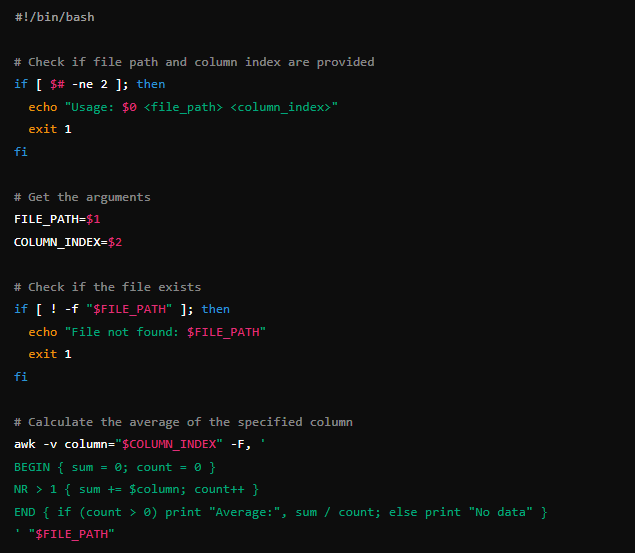 #!/bin/bash
# Check if file path and column index are provided
if [ $# -ne 2 ]; then
  echo "Usage: $0 <file_path> <column_index>"
  exit 1
fi
# Get the arguments
FILE_PATH=$1
COLUMN_INDEX=$2
# Check if the file exists
if [ ! -f "$FILE_PATH" ]; then
  echo "File not found: $FILE_PATH"
  exit 1
fi
# Calculate the average of the specified column
awk -v column="$COLUMN_INDEX" -F, '
BEGIN { sum = 0; count = 0 }
NR > 1 { sum += $column; count++ }
END { if (count > 0) print "Average:", sum / count; else print "No data" }
' "$FILE_PATH"